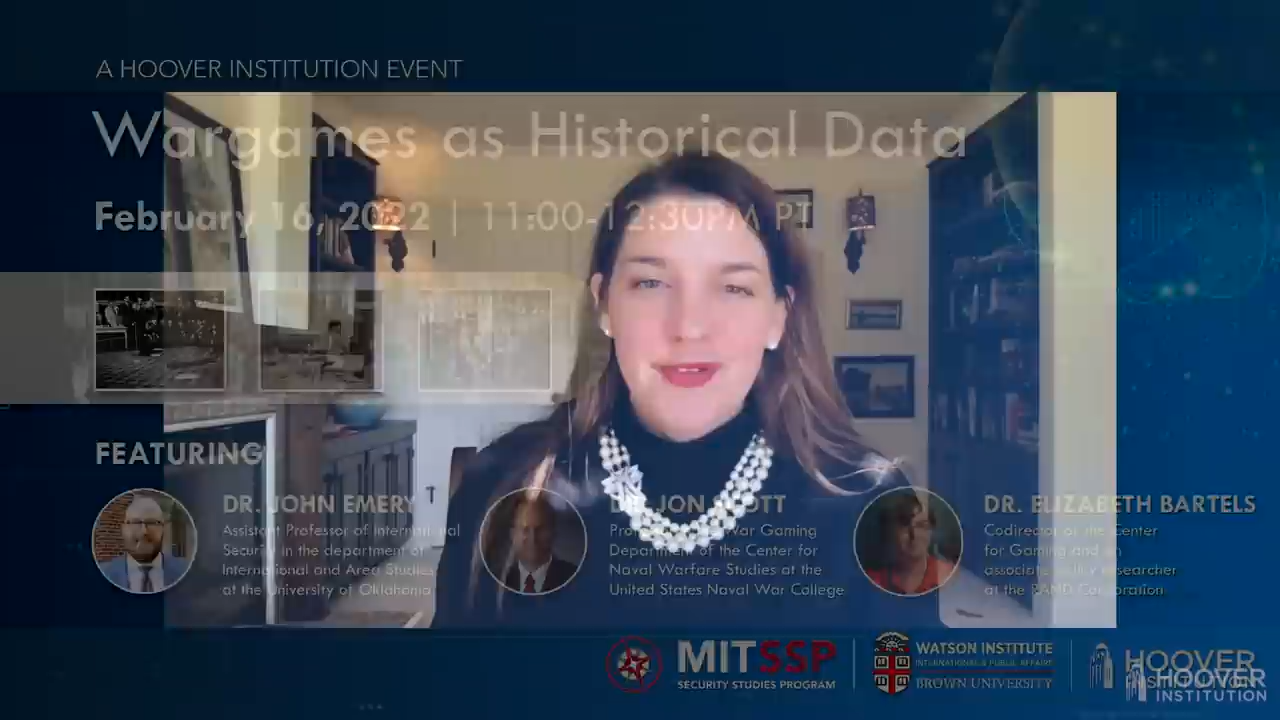 A HOOVER INSTITUTION EVENT
Wargames as Historical Data
February 16, 2022 | 11:00-12:30PM PT
FEATURING
DR. JOHN EMERY
Assistant Professor of International
Security in the department of
International and Area Studies
at the University of Oklahoma
DR. JON
War Gaming
Department of the Center for
Naval Warfare Studies at the
United States Naval War College
DR. ELIZABETH BARTELS
Codirector of the Center
for Gaming and an
associate policy researcher
at the RAND Corporation
MITSSP
SECURITY STUDIES PROGRAM
WATSON INSTITUTE
INTERNATIONAL & PUBLIC AFFAIRS
BROWN UNIVERSITY
HOOVER
INSTITUTION
HOOVER
INSTITUTION